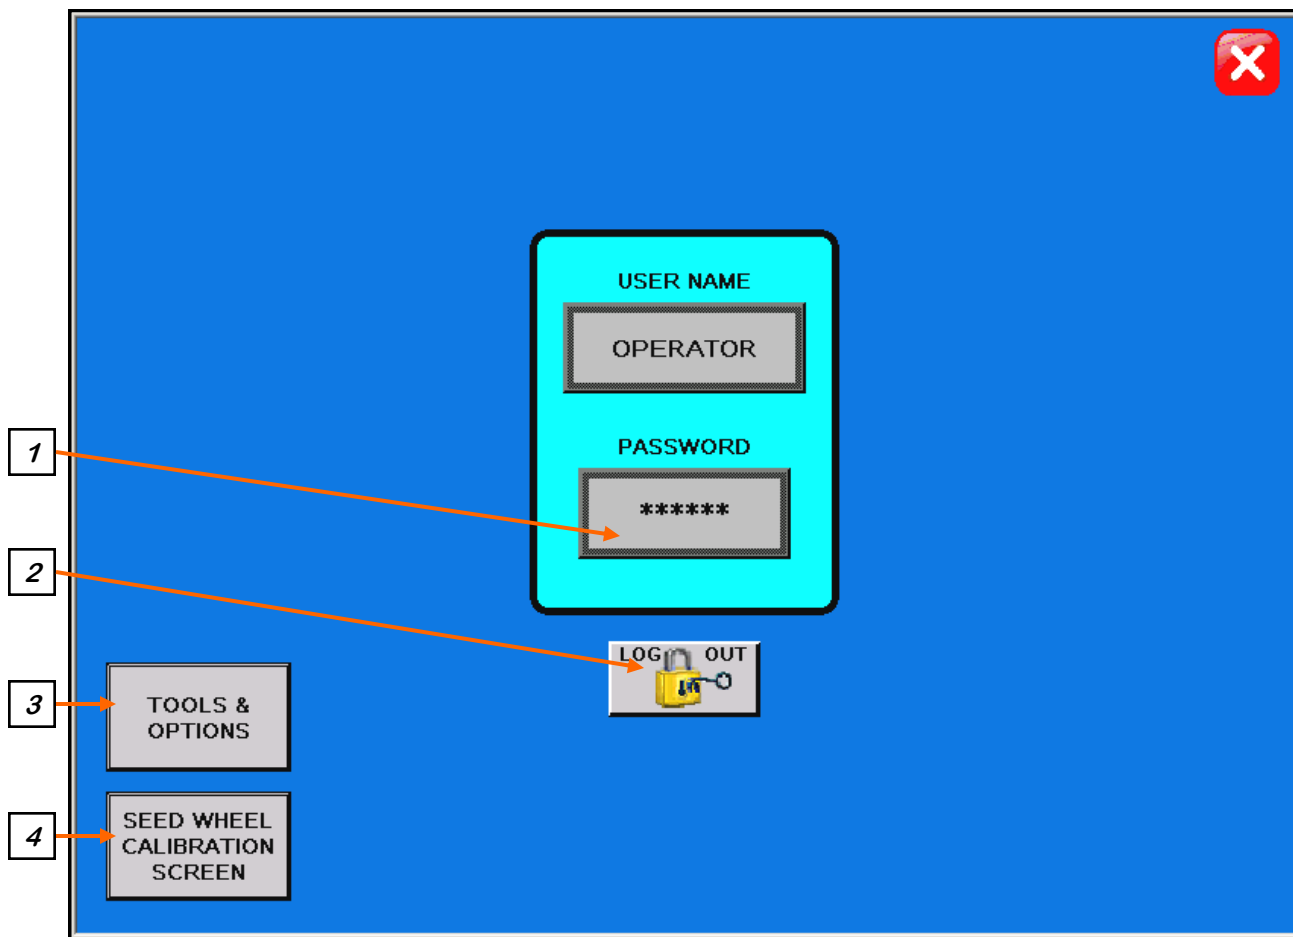 USER NAME
OPERATOR
1
PASSWORD
******
2
LOG OUT
3
TOOLS &
OPTIONS
4
SEED WHEEL
CALIBRATION
SCREEN